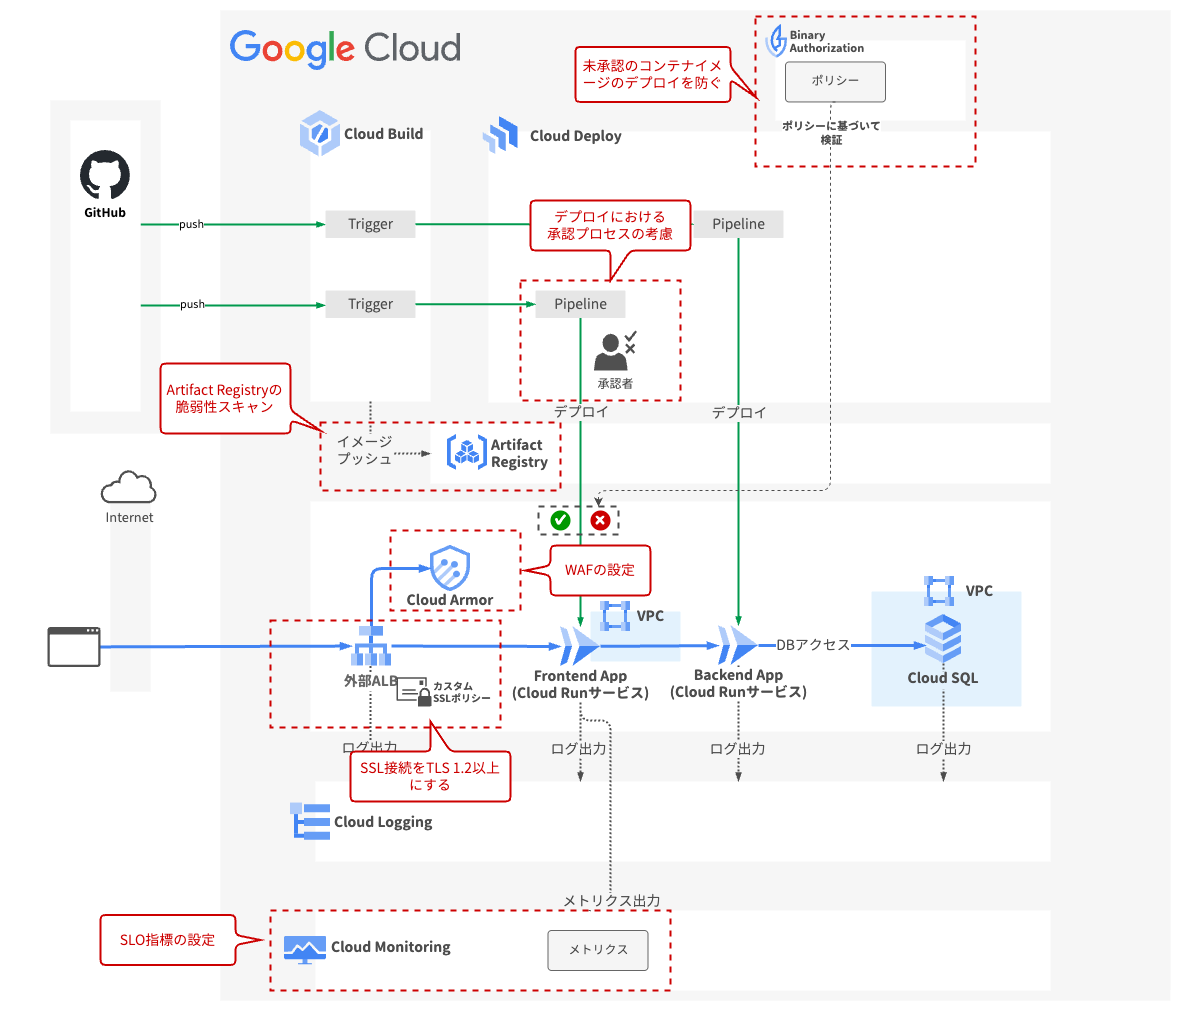 Google Cloud
Binary
Authorization
ポリシー
ポリシーに基づいて
検証
未承認のコンテナイメ
ージのデプロイを防ぐ
Cloud Build
Cloud Deploy
GitHub
push
Trigger
デプロイにおける
承認プロセスの考慮
Pipeline
push
Trigger
Pipeline
承認者
デプロイ
デプロイ
Artifact Registryの
脆弱性スキャン
イメージ
プッシュ
Artifact
Registry
Internet
WAFの設定
Cloud Armor
VPC
VPC
DBアクセス
外部ALB
カスタム
SSLポリシー
Frontend App
(Cloud Runサービス)
Backend App
(Cloud Runサービス)
Cloud SQL
ログ出力
ログ出力
ログ出力
ログ出力
SSL接続をTLS 1.2以上
にする
Cloud Logging
メトリクス出力
SLO指標の設定
Cloud Monitoring
メトリクス